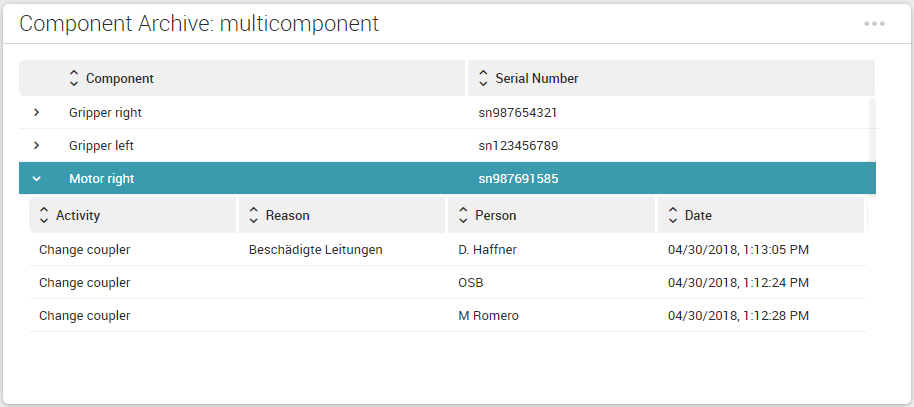 Component Archive: multicomponent
Component Serial Number
Gripper right sn987654321
Gripper left sn123456789
Motor right sn987691585
Activity Reason Person Date
Change coupler Beschädigte Leitungen D. Haffner 04/30/2018, 1:13:05 PM
Change coupler OSB 04/30/2018, 1:12:24 PM
Change coupler M Romero 04/30/2018, 1:12:28 PM